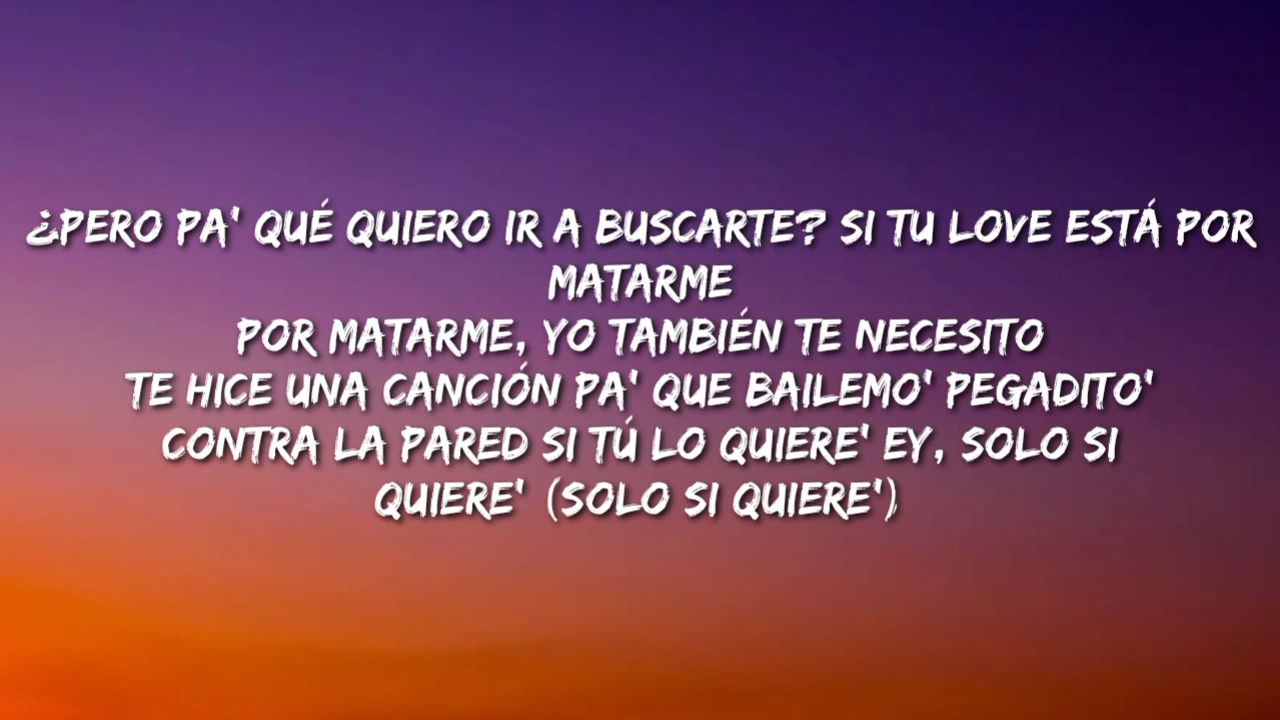 ¿PERO PA' QUÉ QUIERO IR A BUSCARTE? SI TU LOVE ESTÁ POR
MATARME
POR MATARME, YO TAMBIÉN TE NECESITO
TE HICE UNA CANCIÓN PA' QUE BAILEMO' PEGADITO'
CONTRA LA PARED SI TÚ LO QUIERE' EY, SOLO SI
QUIERE' (SOLO SI QUIERE')